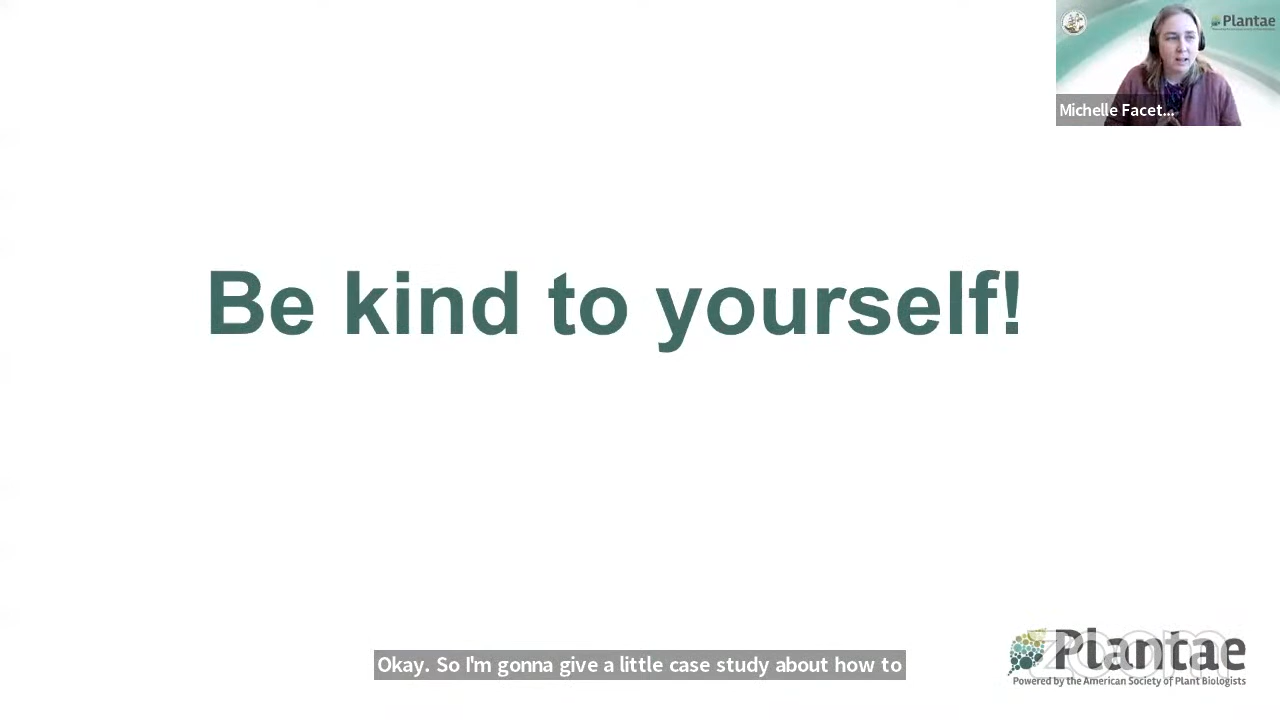 Plantae
Michelle Facet...
Be kind to yourself!
Okay. So I'm gonna give a little case study about how to
zoom
Plantae
Powered by the American Society of Plant Biologists